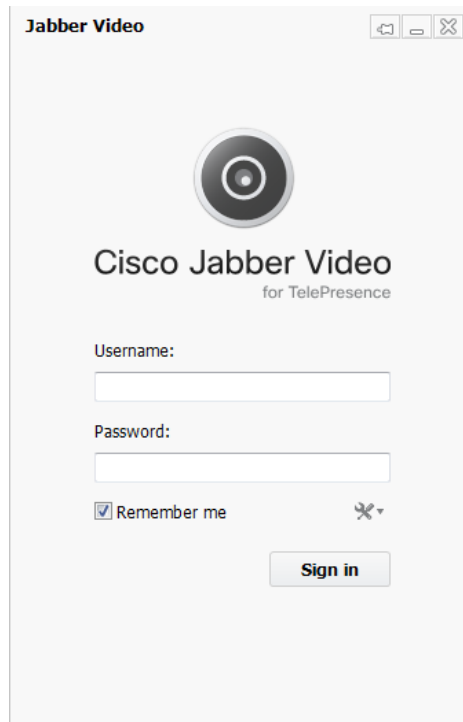 Jabber Video
Cisco Jabber Video
for TelePresence
Username:
Password:
Remember me
Sign in